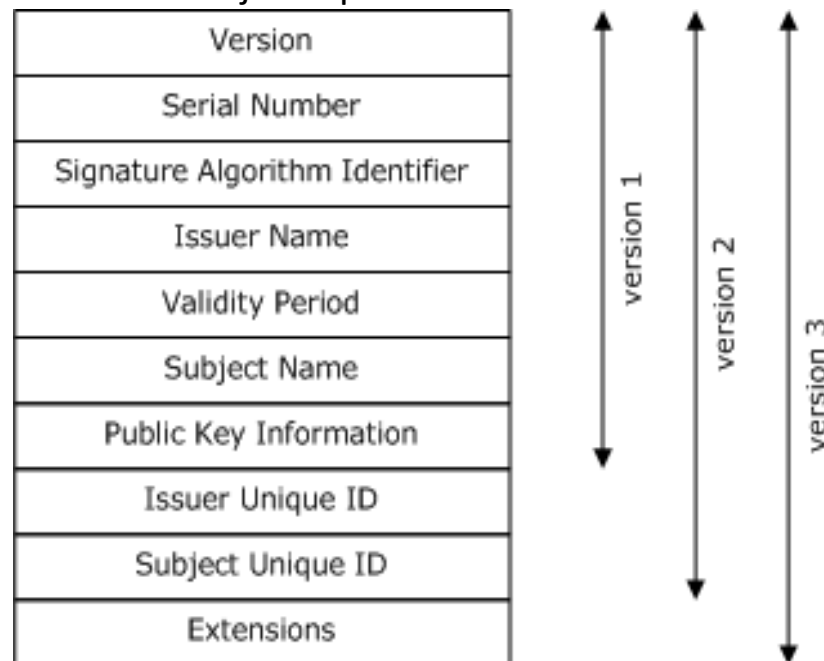 Version
Serial Number
Signature Algorithm Identifier
Issuer Name
Validity Period
Subject Name
Public Key Information
Issuer Unique ID
Subject Unique ID
Extensions
version 1
version 2
version 3